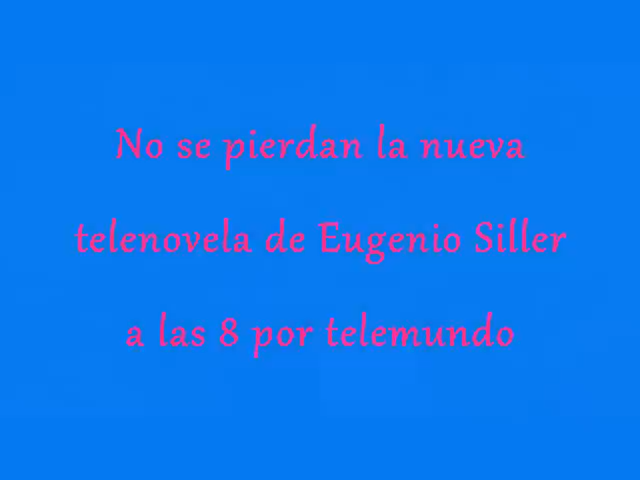 No se pierdan la nueva
telenovela de Eugenio Siller
a las 8 por telemundo